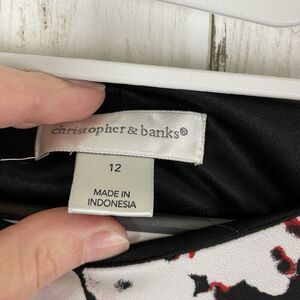 christopher & banks®
12
MADE IN
INDONESIA